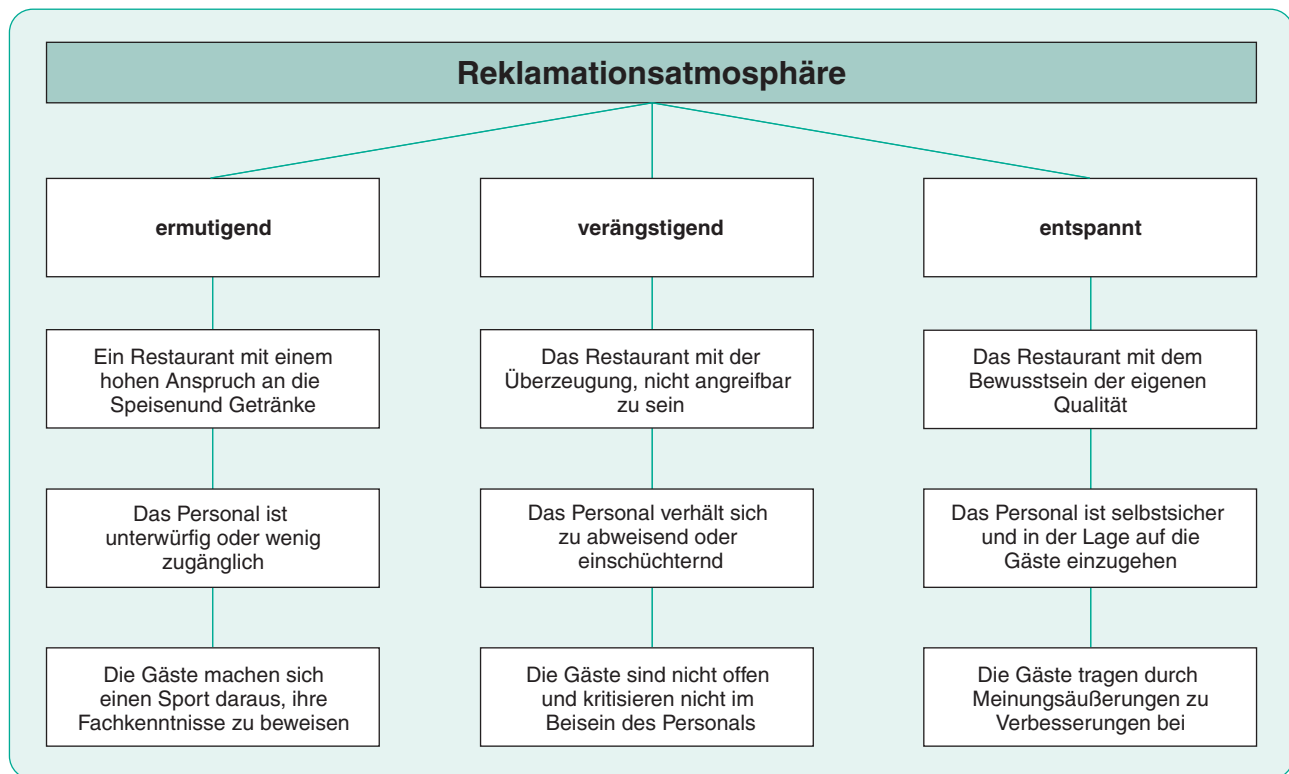 Reklamationsatmosphäre
ermutigend
verängstigend
entspannt
Ein Restaurant mit einem
hohen Anspruch an die
Speisenund Getränke
Das Restaurant mit der
Überzeugung, nicht angreifbar
zu sein
Das Restaurant mit dem
Bewusstsein der eigenen
Qualität
Das Personal ist
unterwürfig oder wenig
zugänglich
Das Personal verhält sich
zu abweisend oder
einschüchternd
Das Personal ist selbstsicher
und in der Lage auf die
Gäste einzugehen
Die Gäste machen sich
einen Sport daraus, ihre
Fachkenntnisse zu beweisen
Die Gäste sind nicht offen
und kritisieren nicht im
Beisein des Personals
Die Gäste tragen durch
Meinungsäußerungen zu
Verbesserungen bei